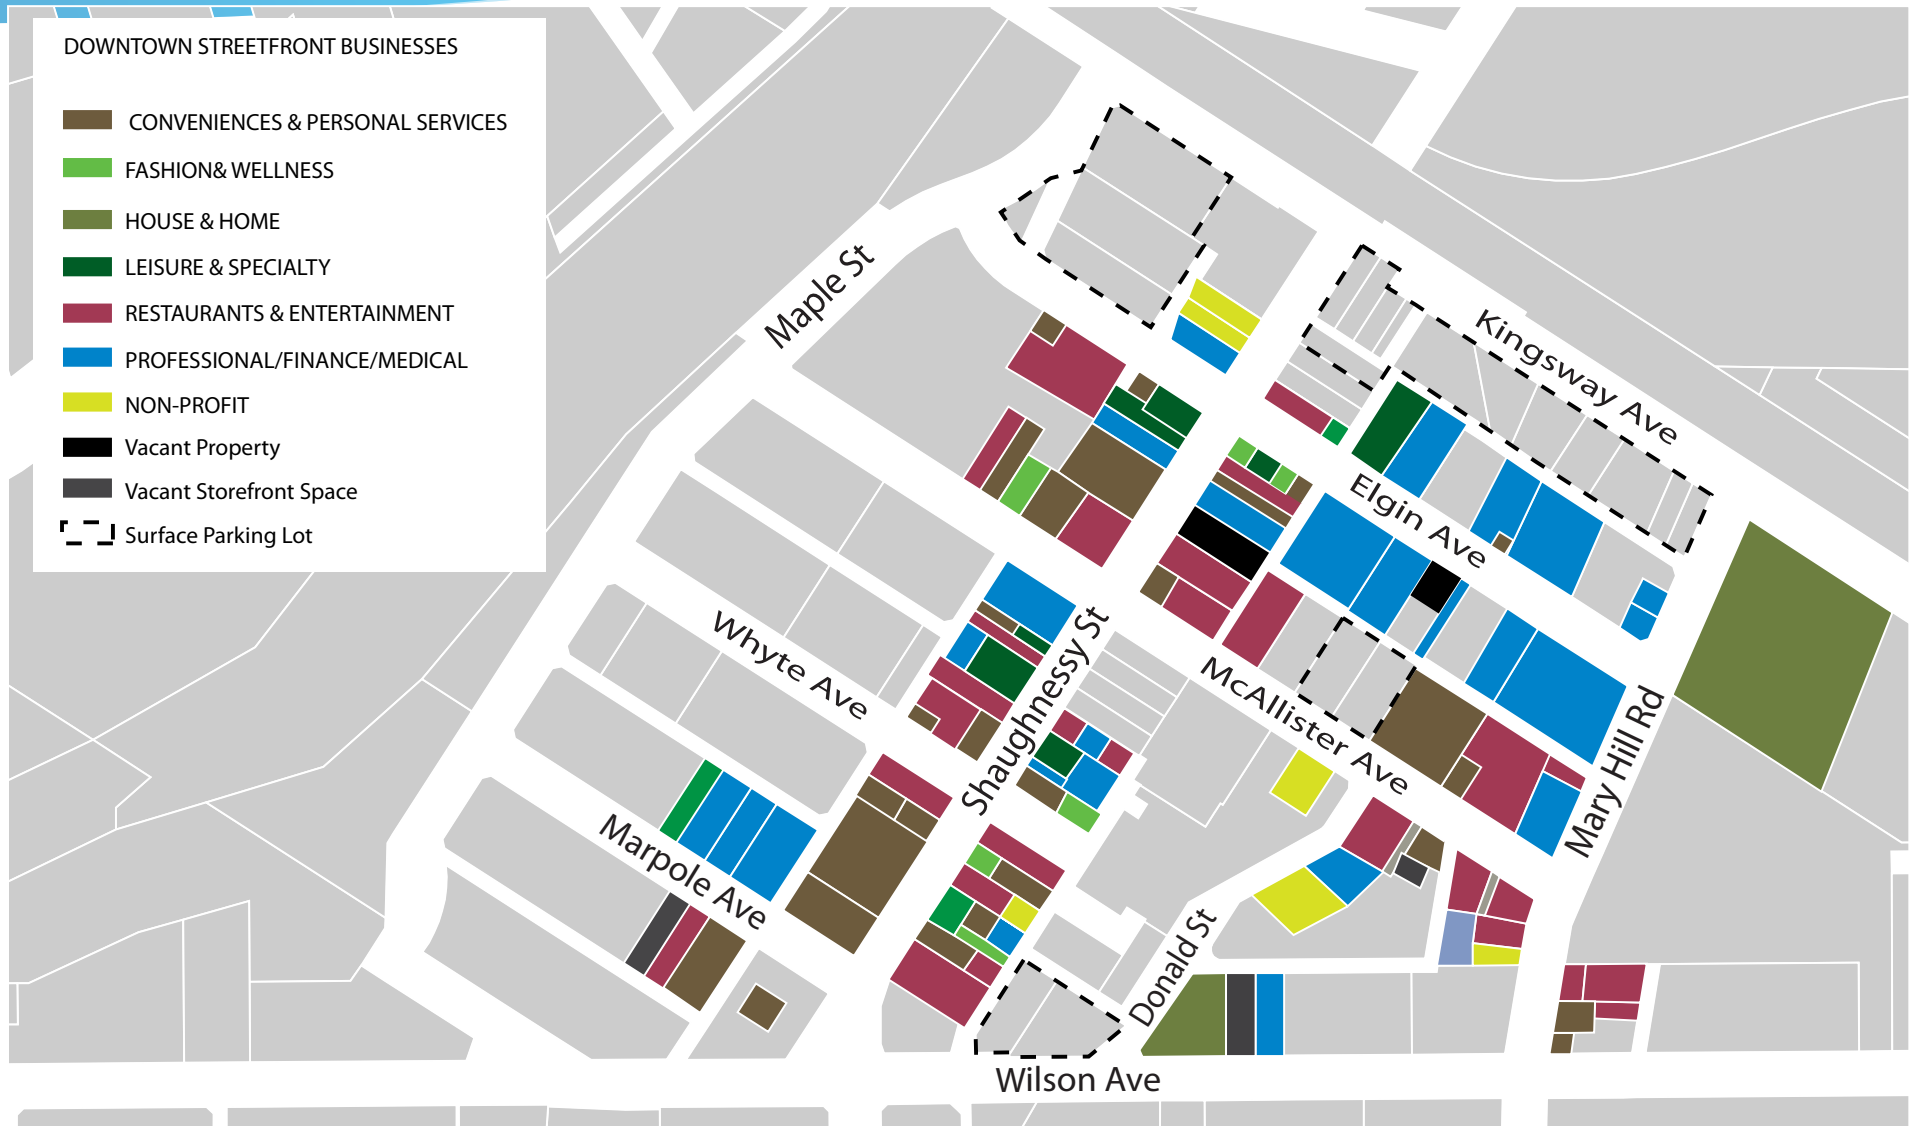 DOWNTOWN STREETFRONT BUSINESSES
CONVENIENCES & PERSONAL SERVICES
FASHION& WELLNESS
HOUSE & HOME
LEISURE & SPECIALTY
RESTAURANTS & ENTERTAINMENT
PROFESSIONAL/FINANCE/MEDICAL
NON-PROFIT
Vacant Property
Vacant Storefront Space
Surface Parking Lot
Maple St
Kingsway Ave
Elgin Ave
Whyte Ave
Shaughnessy St
McAllister Ave
Mary Hill Rd
Marpole Ave
Donald St
Wilson Ave